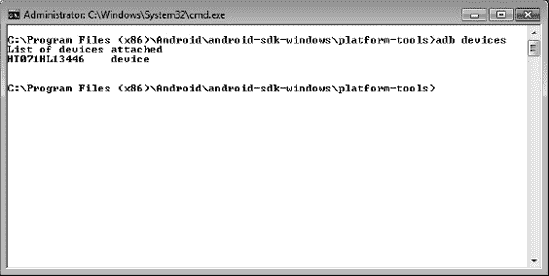 Administrator: C:\Windows\System32\cmd.exe
C:\Program Files (x86)\Android\android-sdk-windows\platform-tools>adb devices
List of devices attached
HT071HL13446    device
C:\Program Files (x86)\Android\android-sdk-windows\platform-tools>